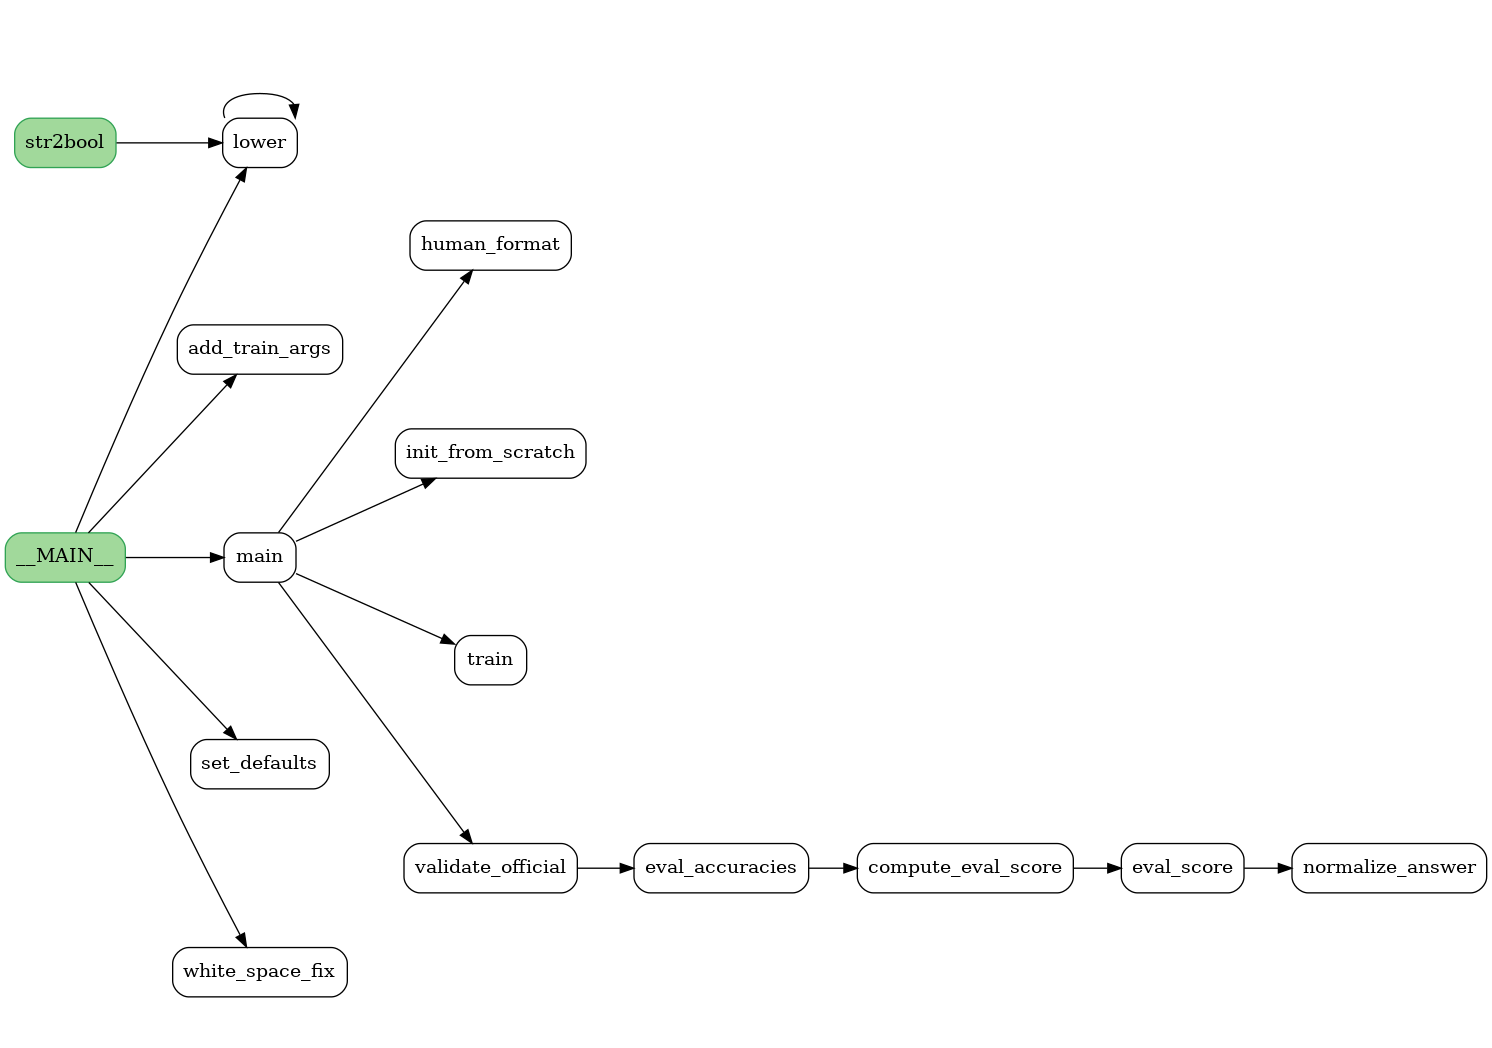 str2bool
lower
human_format
add_train_args
init_from_scratch
__MAIN__
main
train
set_defaults
validate_official
eval_accuracies
compute_eval_score
eval_score
normalize_answer
white_space_fix